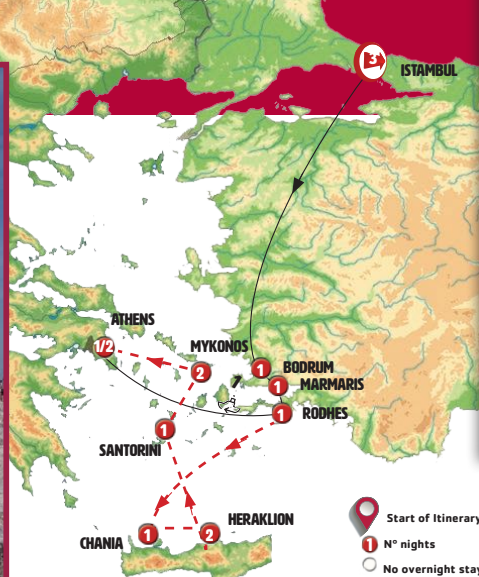 3
ISTAMBUL
ATHENS
1/2
MYKONOS
2
1
BODRUM
7
1
MARMARIS
1
RODHES
1
SANTORINI
CHANIA
1
2
HERAKLION
Start of Itinerary
1
Nº nights
No overnight stay